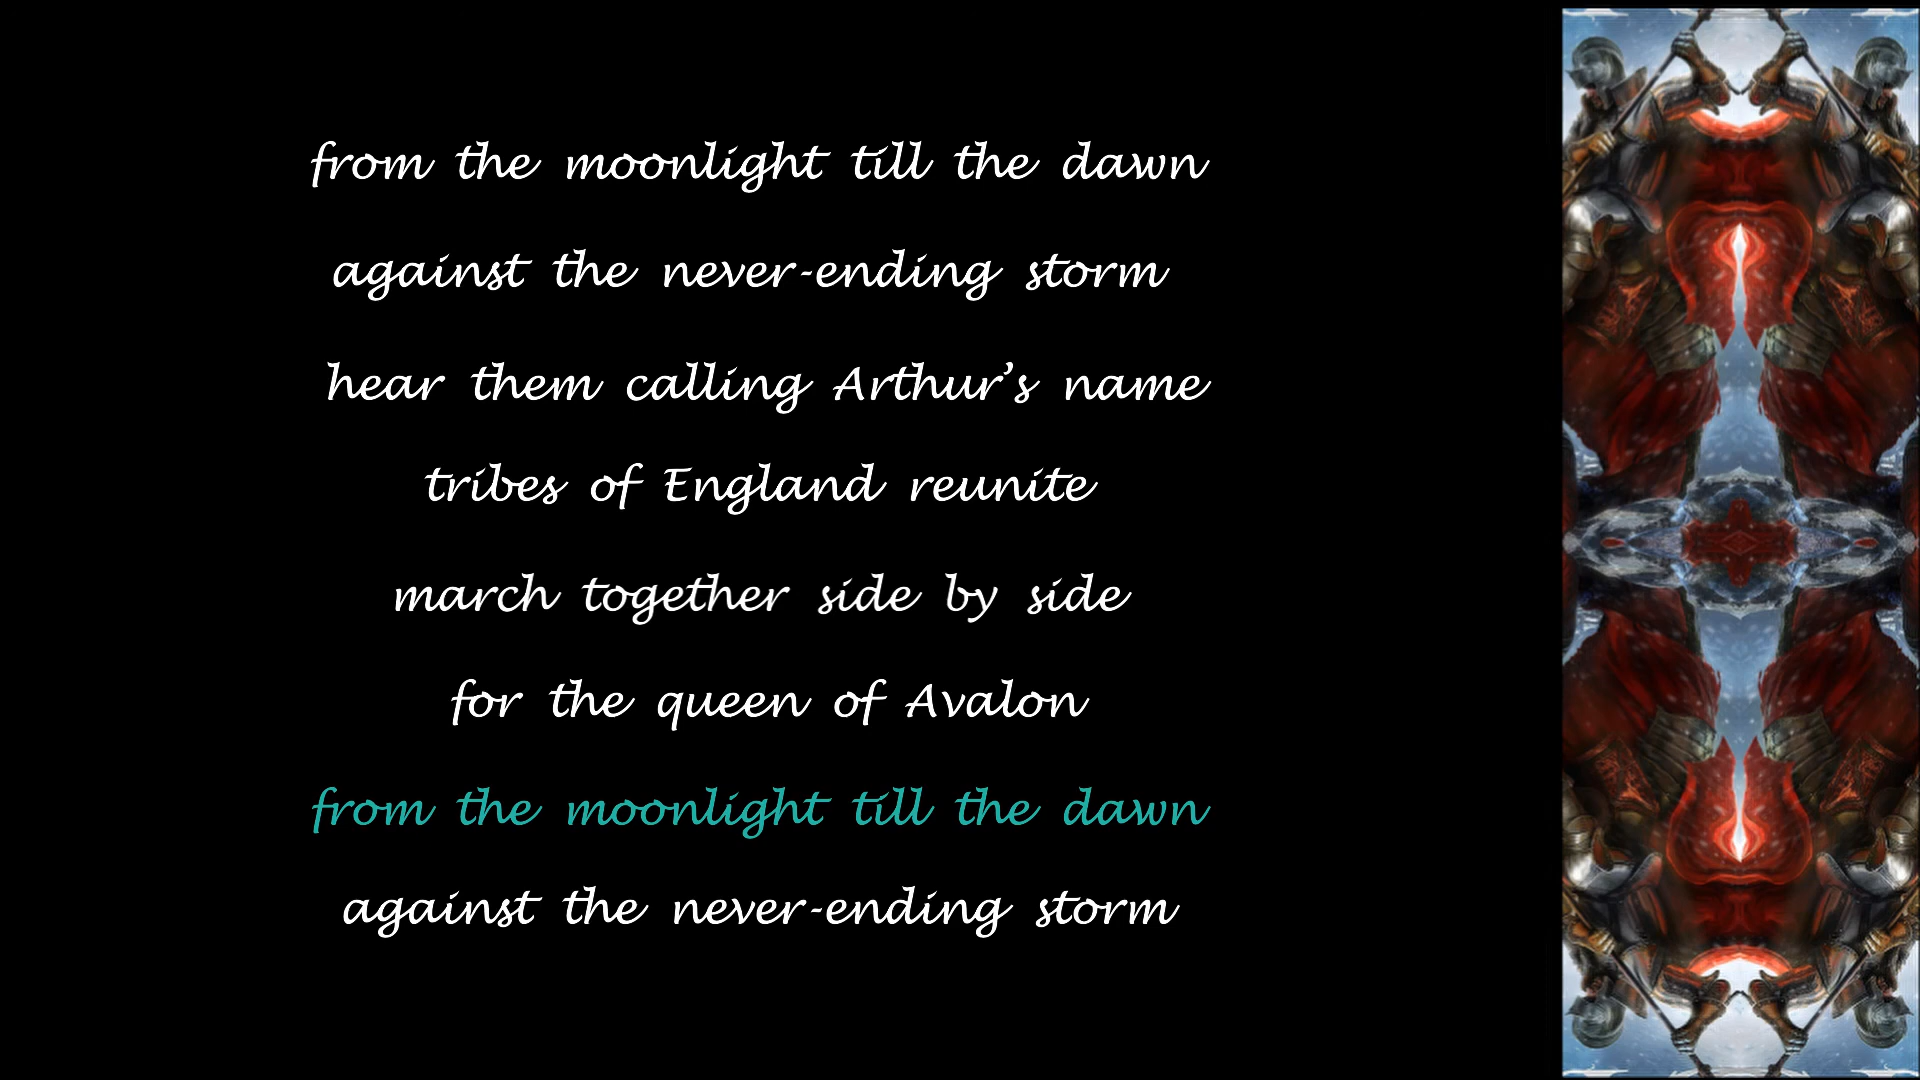 from the moonlight till the dawn
against the never-ending storm
hear them calling Arthur’s name
tribes of England reunite
march together side by side
for the queen of Avalon
from the moonlight till the dawn
against the never-ending storm